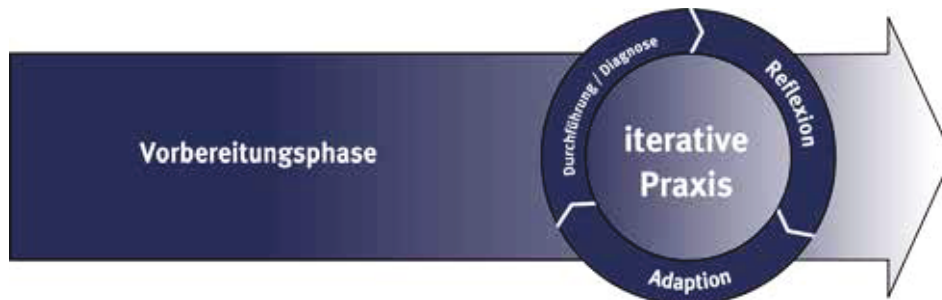 Vorbereitungsphase
Durchführung / Diagnose
Reflexion
iterative
Praxis
Adaption